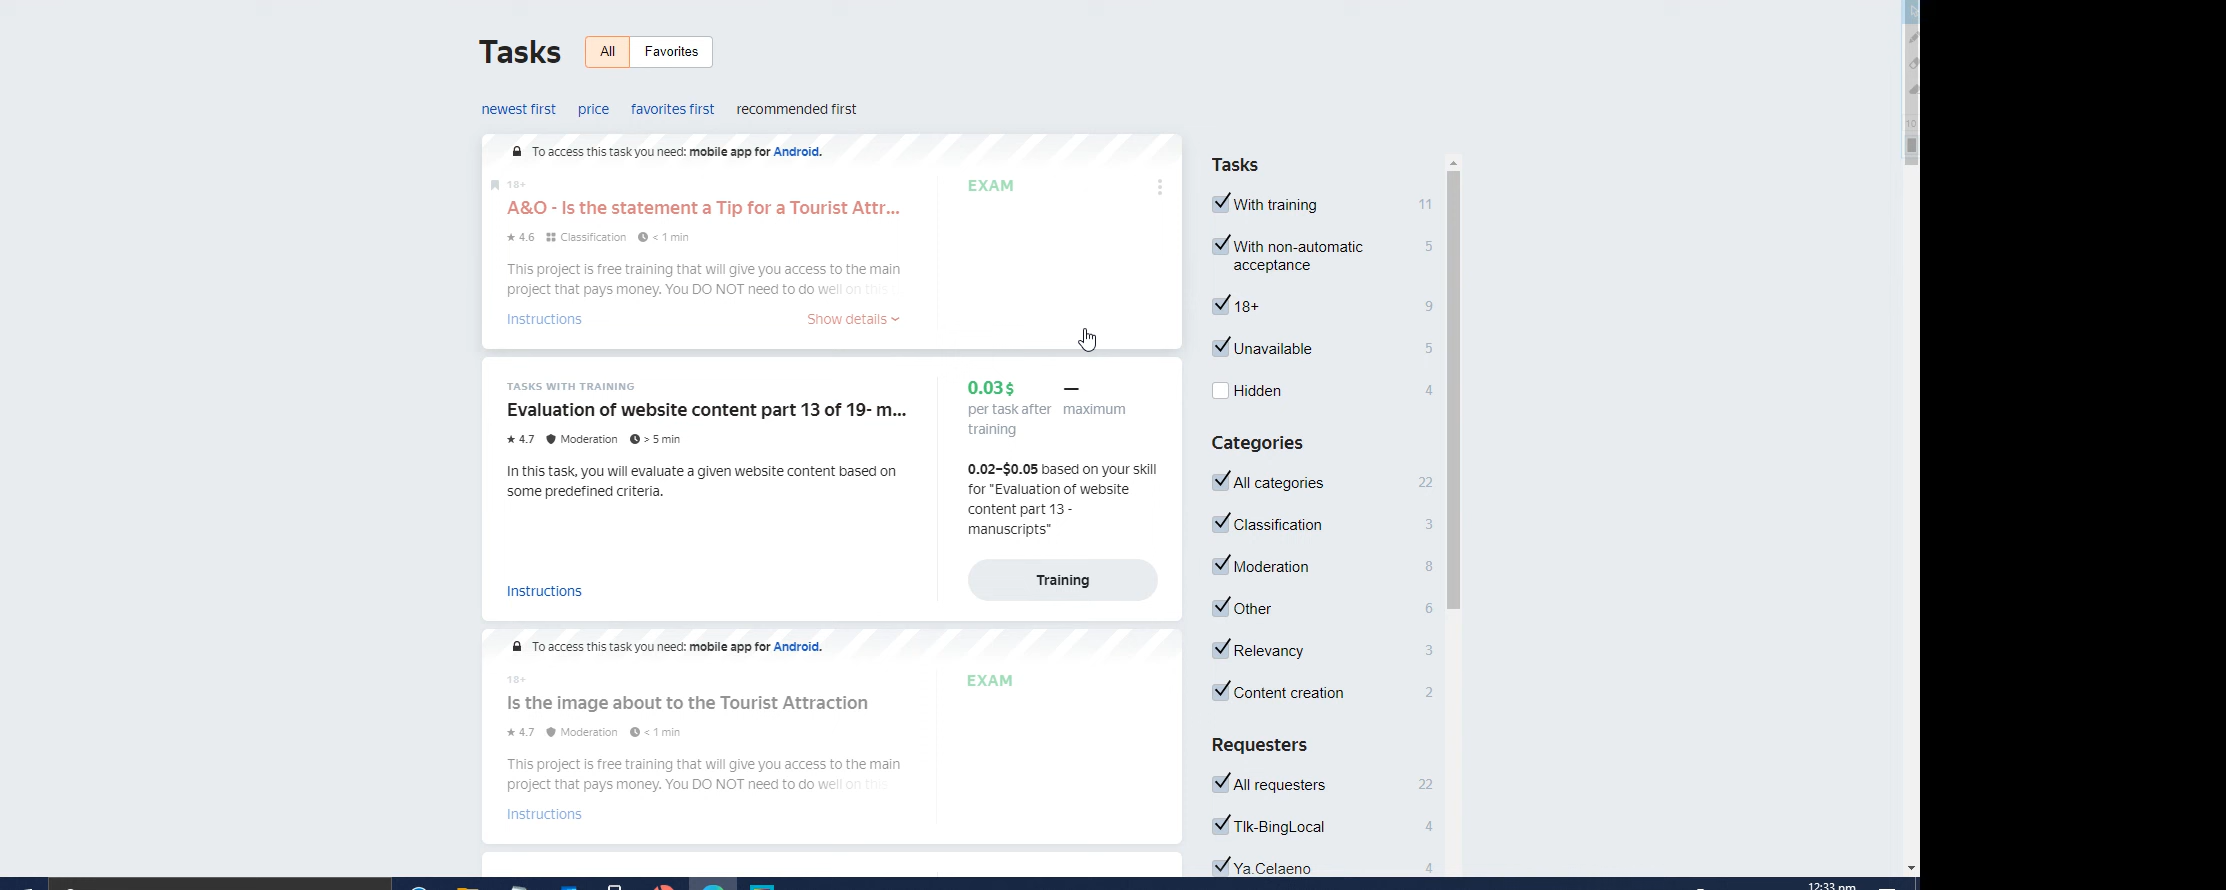 Tasks
All
Favorites
newest first
price
favorites first
recommended first
To access this task you need: mobile app for Android.
18+
A&O - Is the statement a Tip for a Tourist Attr...
4.6
Classification
< 1 min
This project is free training that will give you access to the main
project that pays money. You DO NOT need to do well on this
Instructions
Show details
EXAM
TASKS WITH TRAINING
Evaluation of website content part 13 of 19- m...
4.7
Moderation
> 5 min
In this task, you will evaluate a given website content based on
some predefined criteria.
Instructions
0.03$
—
per task after
training
maximum
0.02–$0.05 based on your skill
for "Evaluation of website
content part 13 -
manuscripts"
Training
To access this task you need: mobile app for Android.
18+
Is the image about to the Tourist Attraction
4.7
Moderation
< 1 min
This project is free training that will give you access to the main
project that pays money. You DO NOT need to do well on this
Instructions
EXAM
Tasks
With training 11
With non-automatic
acceptance 5
18+ 9
Unavailable 5
Hidden 4
Categories
All categories 22
Classification 3
Moderation 8
Other 6
Relevancy 3
Content creation 2
Requesters
All requesters 22
Tlk-BingLocal 4
Ya.Celaeno 4
10
12:33 pm